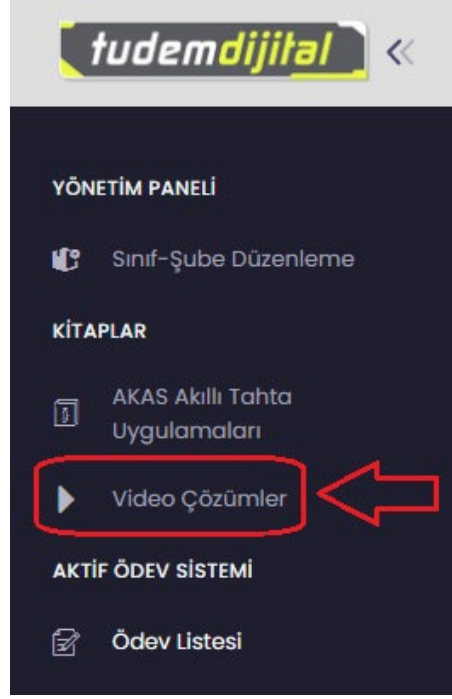 tudemdijital
YÖNETİM PANELİ
Sınıf-Şube Düzenleme
KİTAPLAR
AKAS Akıllı Tahta
Uygulamaları
Video Çözümler
AKTİF ÖDEV SİSTEMİ
Ödev Listesi